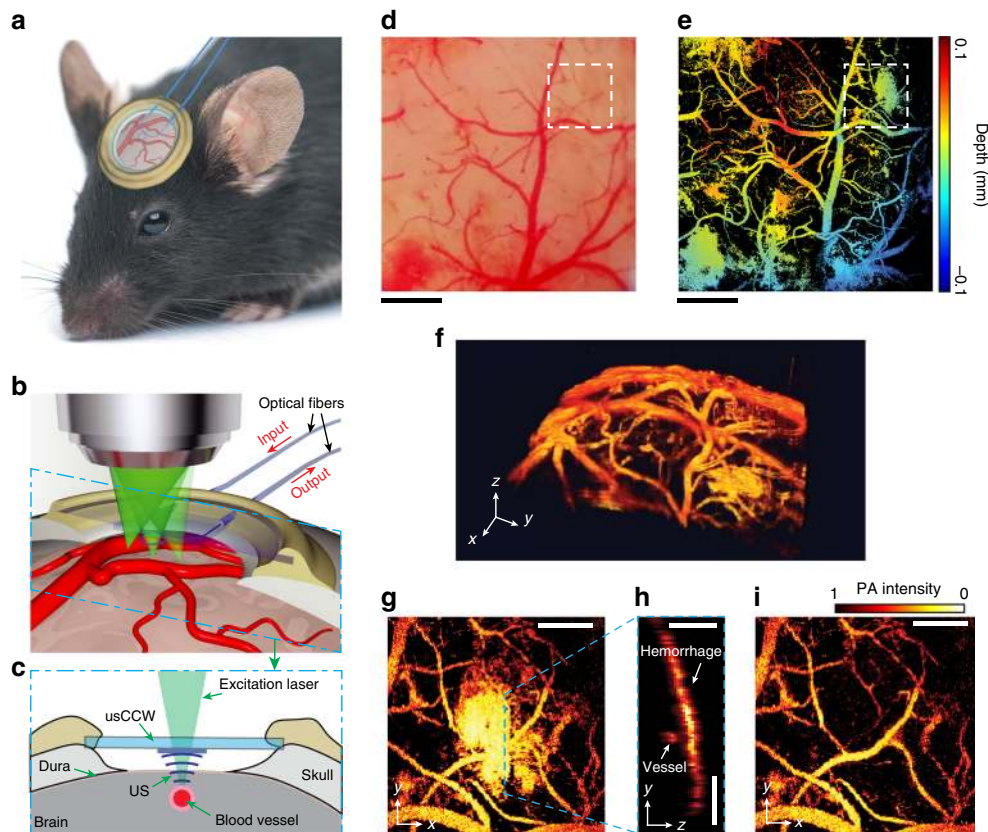 a
d
e
0.1
Depth (mm)
–0.1
b
Optical fibers
Input
Output
f
z
y
x
c
Excitation laser
usCCW
Dura
US
Skull
Blood vessel
Brain
PA intensity
1
0
g
h
i
Hemorrhage
Vessel
y
x
y
z
y
x